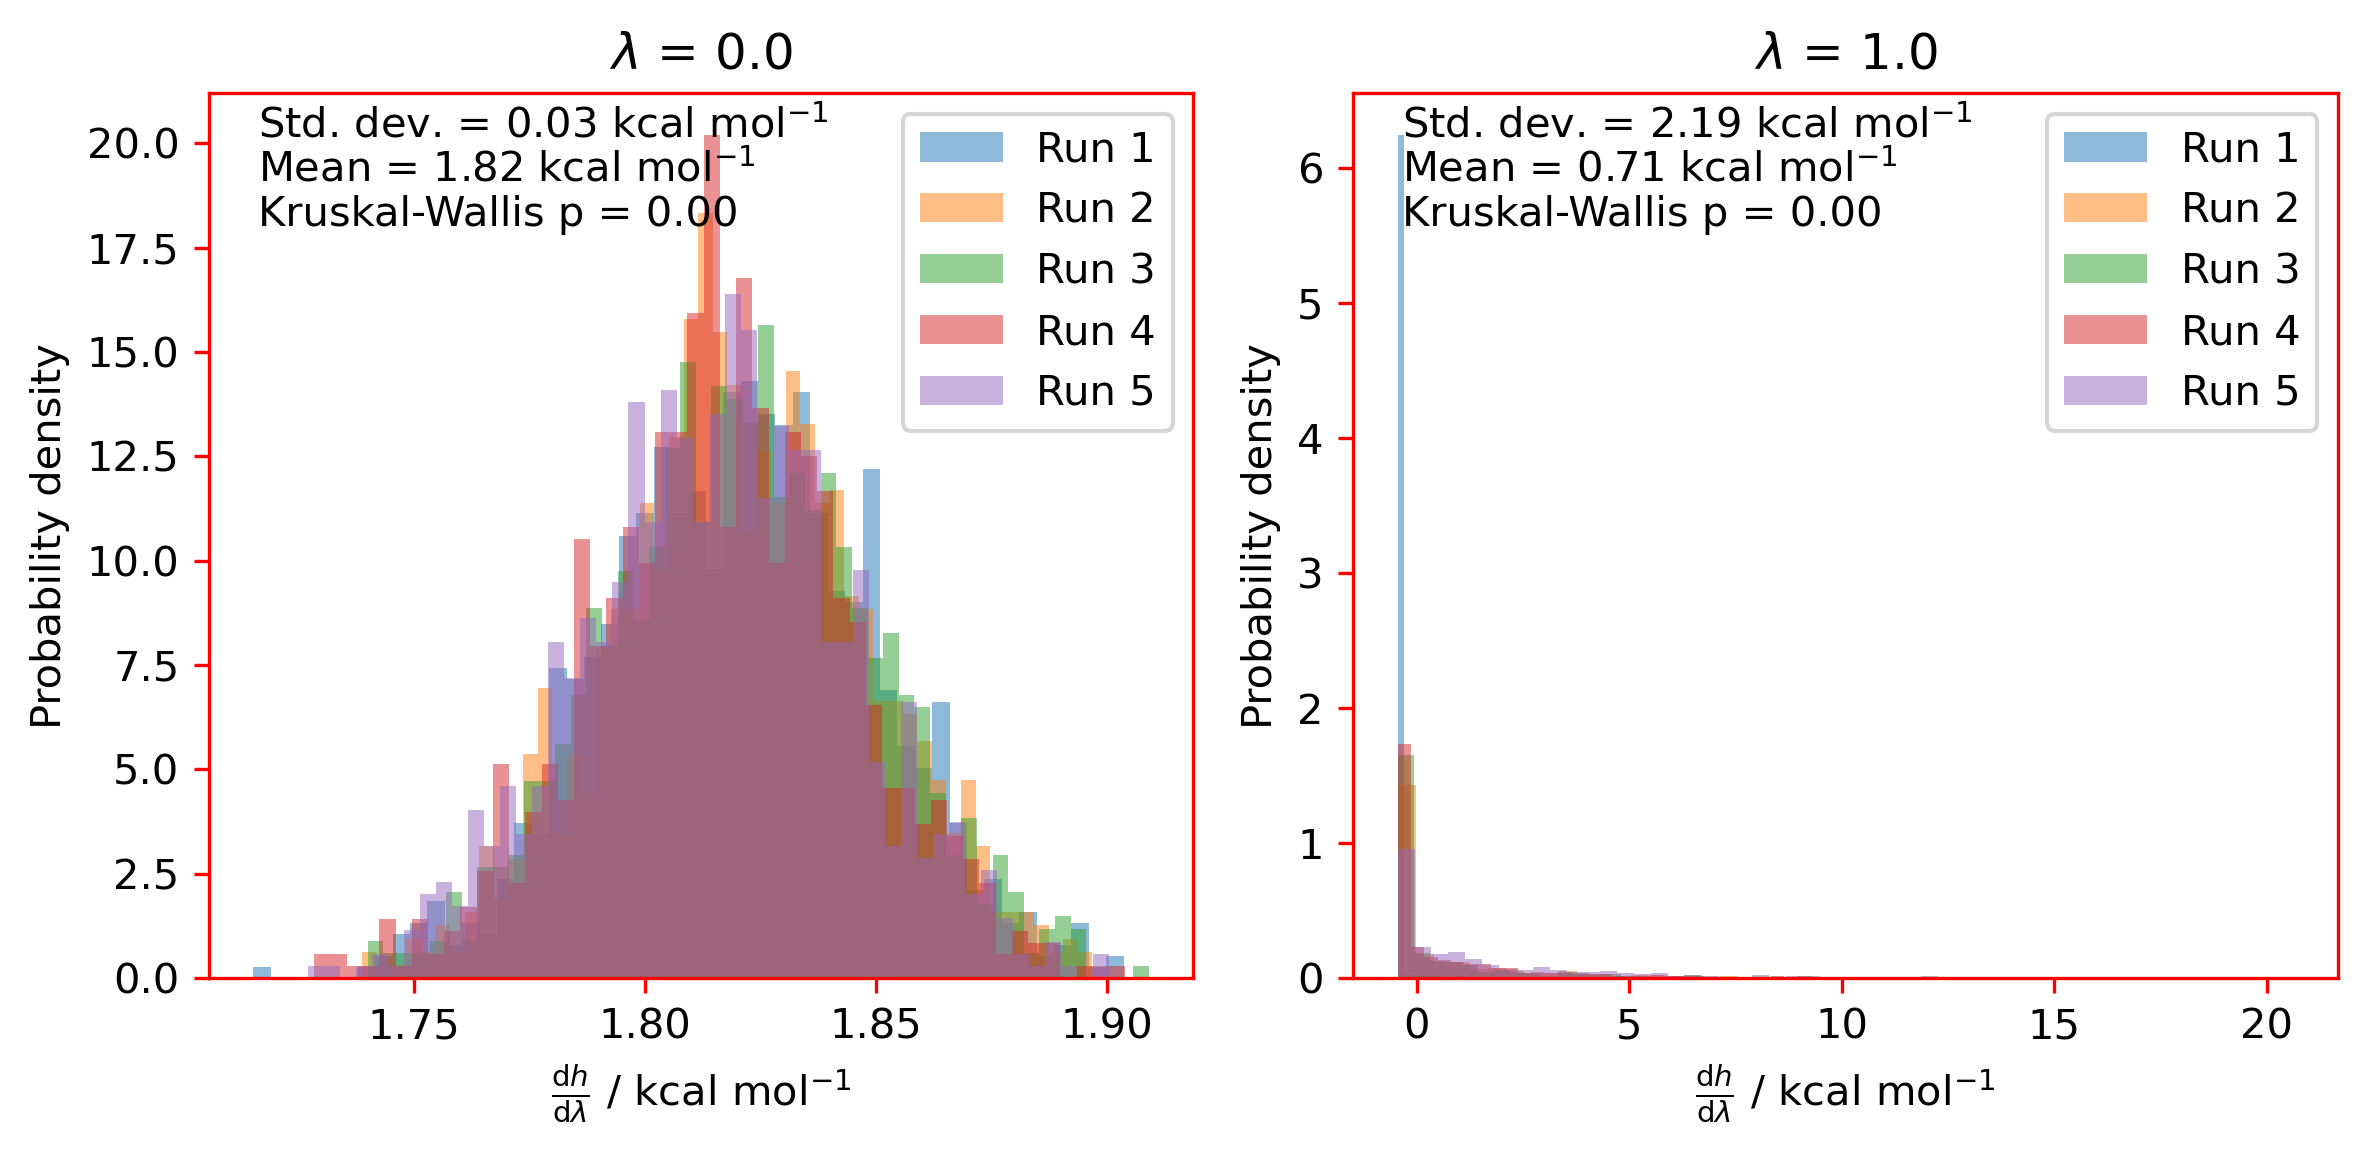 λ = 0.0
Std. dev. = 0.03 kcal mol⁻¹
Mean = 1.82 kcal mol⁻¹
Kruskal-Wallis p = 0.00
Run 1
Run 2
Run 3
Run 4
Run 5
20.0
17.5
15.0
12.5
10.0
7.5
5.0
2.5
0.0
Probability density
1.75 1.80 1.85 1.90
dh/dλ / kcal mol⁻¹
λ = 1.0
Std. dev. = 2.19 kcal mol⁻¹
Mean = 0.71 kcal mol⁻¹
Kruskal-Wallis p = 0.00
Run 1
Run 2
Run 3
Run 4
Run 5
6
5
4
3
2
1
0
Probability density
0 5 10 15 20
dh/dλ / kcal mol⁻¹